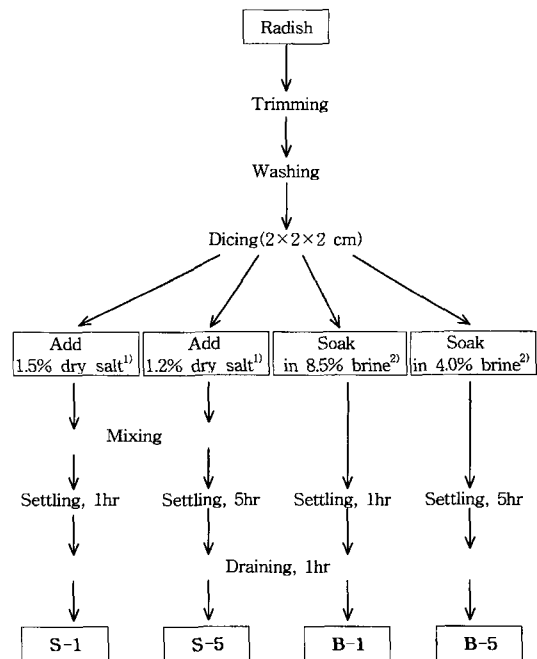 Radish
Trimming
Washing
Dicing(2×2×2 cm)
Add
1.5% dry salt1)
Add
1.2% dry salt1)
Soak
in 8.5% brine2)
Soak
in 4.0% brine2)
Mixing
Settling, 1hr
Settling, 5hr
Settling, 1hr
Settling, 5hr
Draining, 1hr
S-1
S-5
B-1
B-5